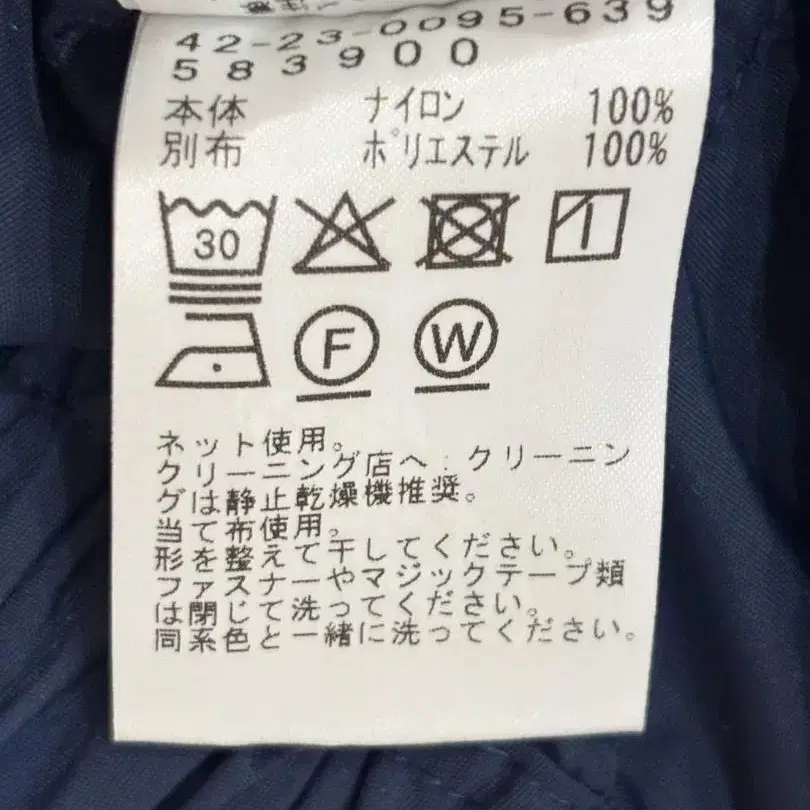 42-23-0095-639
583900
本体 ナイロン 100%
別布 ポリエステル 100%
30
F W
ネット使用。
クリーニング店へ:クリーニン
グは静止乾燥機推奨。
当て布使用。
形を整えて干してください。
ファスナーやマジックテープ類
は閉じて洗ってください。
同系色と一緒に洗ってください。